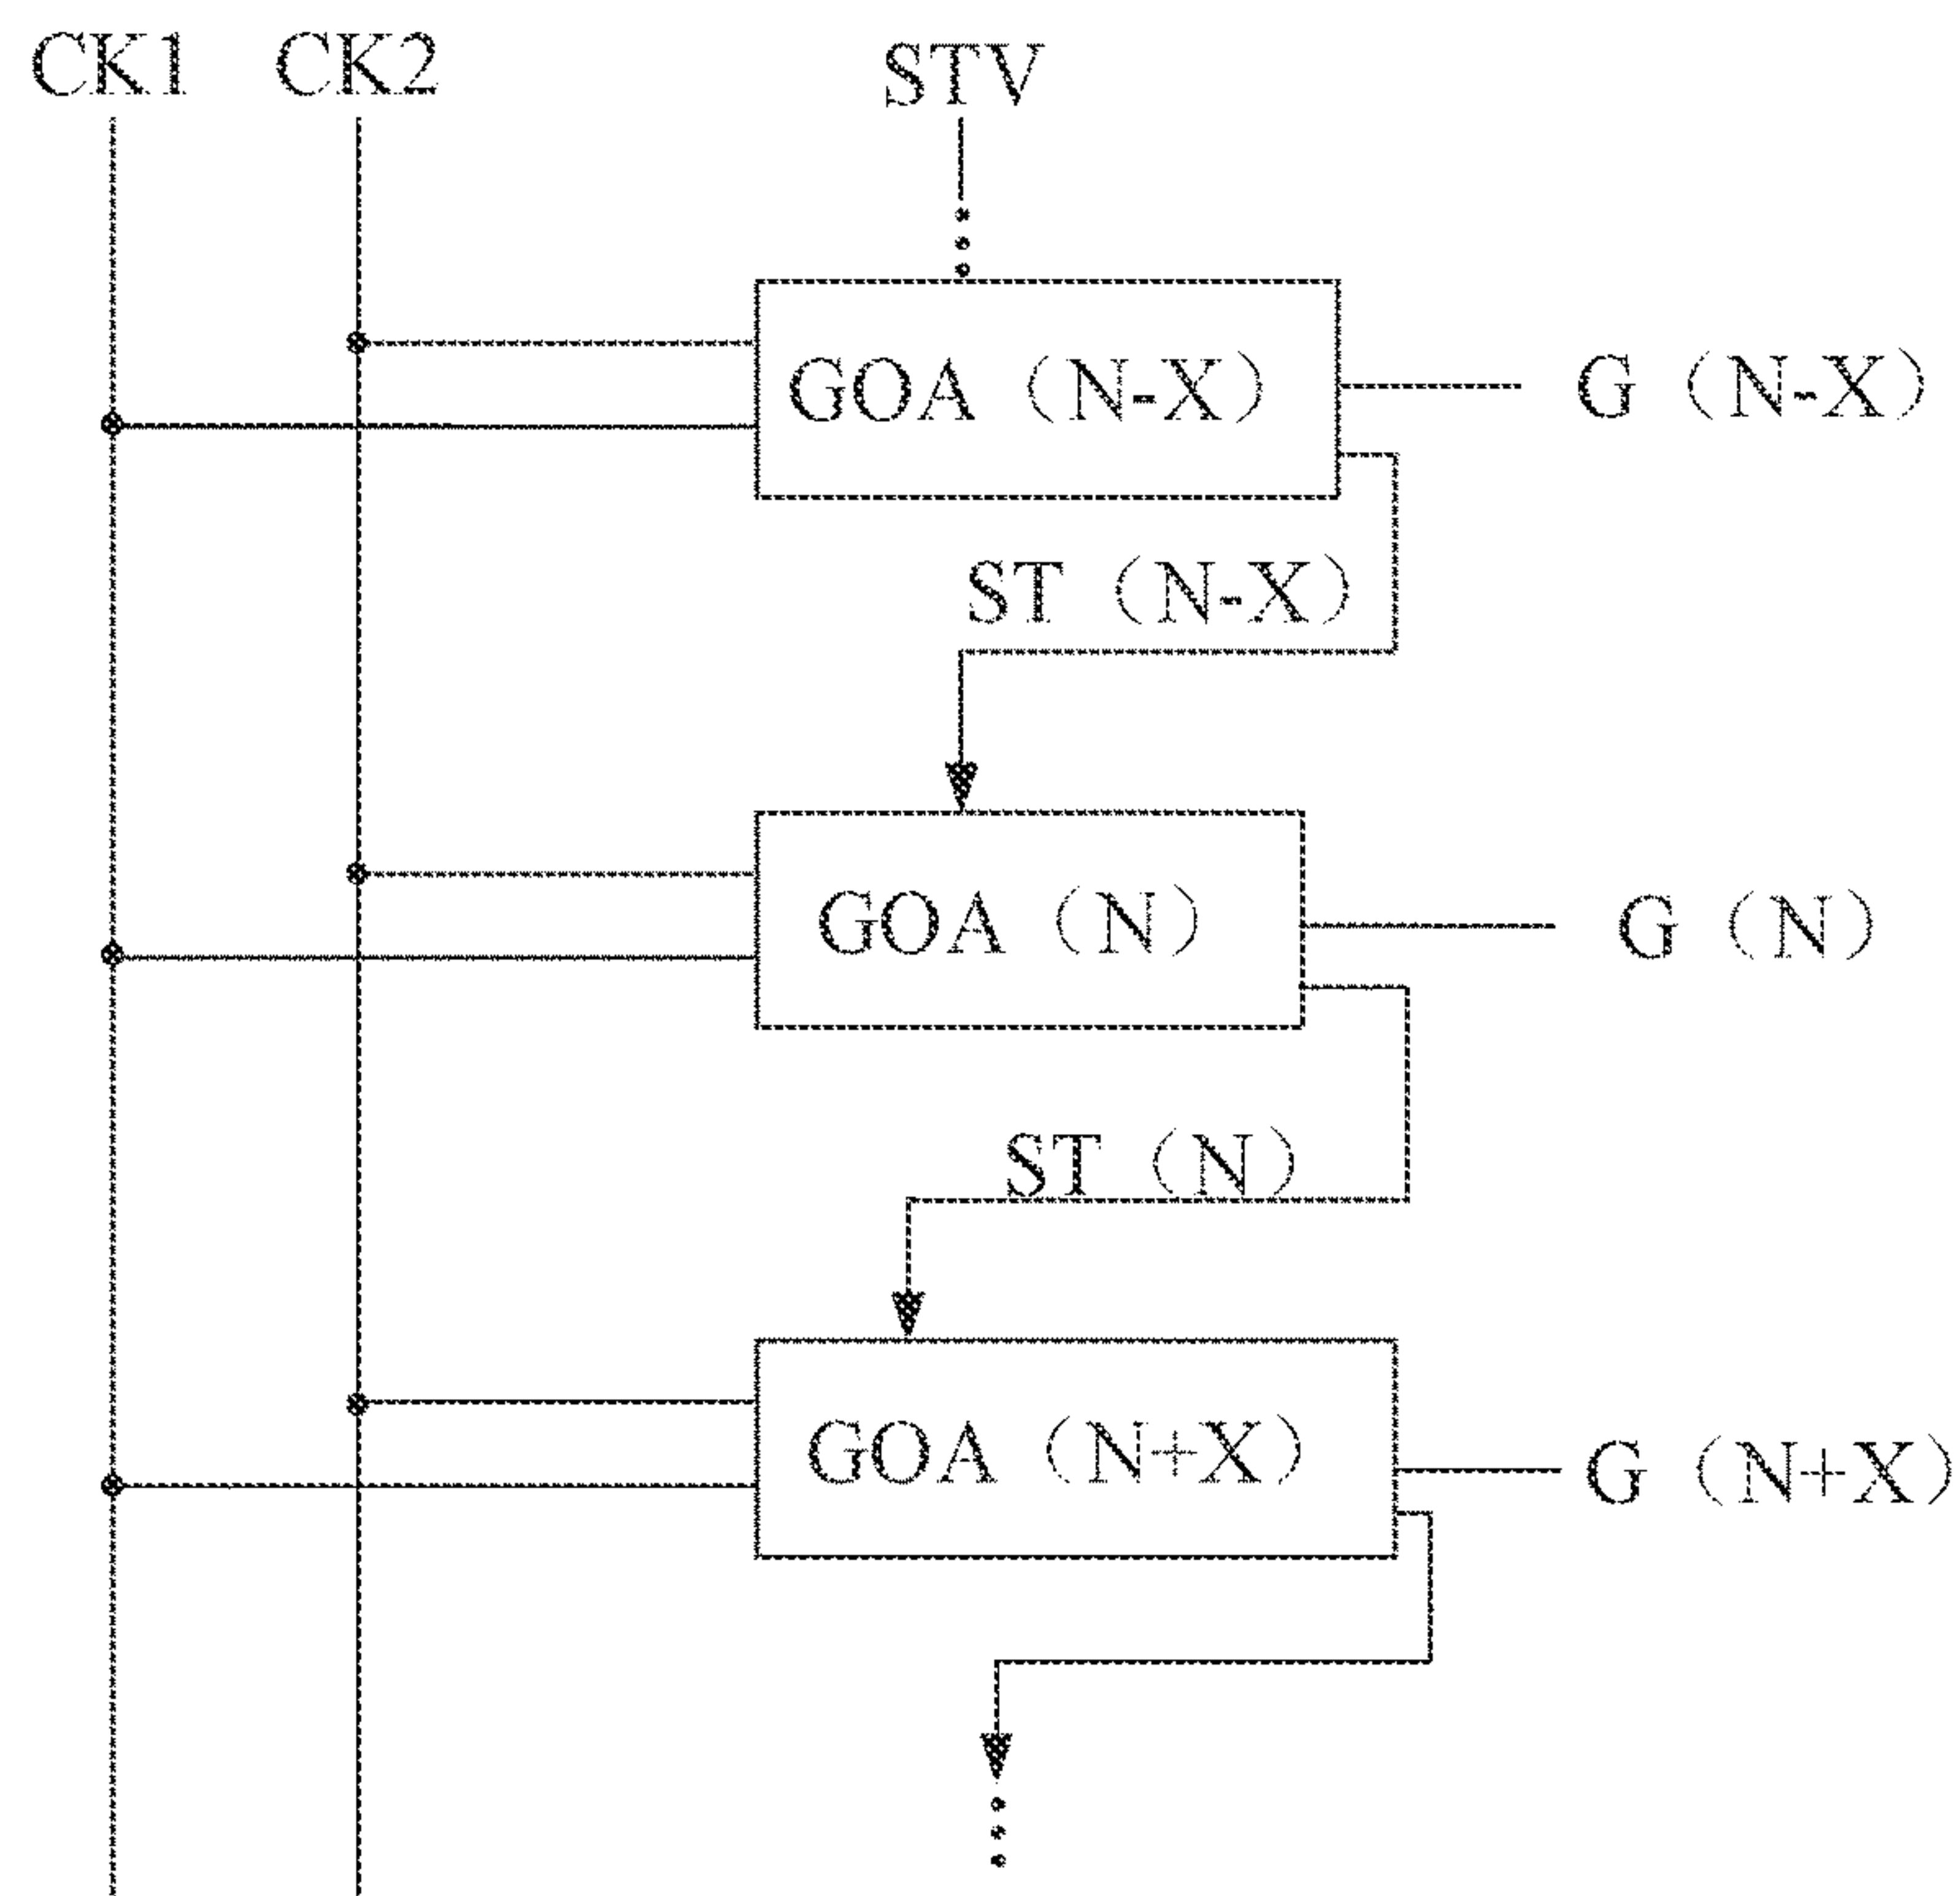 CK1 CK2 STV
GOA (N-X) G (N-X)
ST (N-X)
GOA (N) G (N)
ST (N)
GOA (N+X) G (N+X)